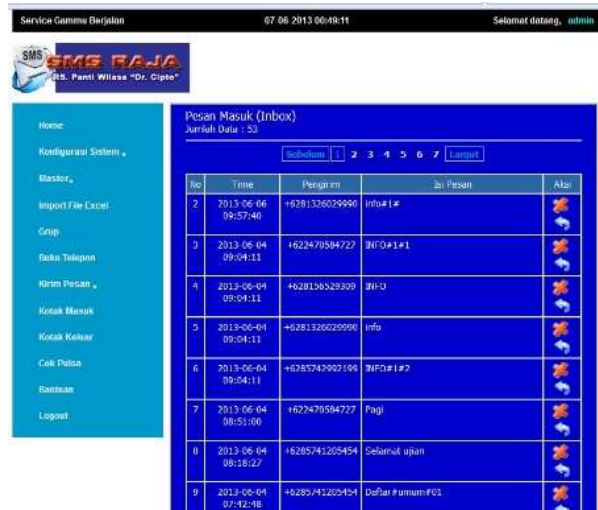 Service Gammu Berjalan 07-06-2013 00:49:11 Selamat datang, admin
SMS
SMS RAJA
RS. Panti Wilasa "Dr. Cipto"
Home
Konfigurasi Sistem
Master
Import File Excel
Grup
Buku Telepon
Kirim Pesan
Kotak Masuk
Kotak Keluar
Cek Pulsa
Bantuan
Logout
Pesan Masuk (Inbox)
Jumlah Data : 53
Sebelum 1 2 3 4 5 6 7 Lanjut
No Time Pengirim Isi Pesan Aksi
2 2013-06-06 +6281326029990 info#1#
09:57:40
3 2013-06-04 +622470584727 INFO#1#1
09:04:11
4 2013-06-04 +628156529309 INFO
09:04:11
5 2013-06-04 +6281326029990 info
09:04:11
6 2013-06-04 +6285742992199 INFO#1#2
09:04:11
7 2013-06-04 +622470584727 Pagi
08:51:00
8 2013-06-04 +6285741205454 Selamat ujian
08:18:27
9 2013-06-04 +6285741205454 Daftar#umum#01
07:42:48